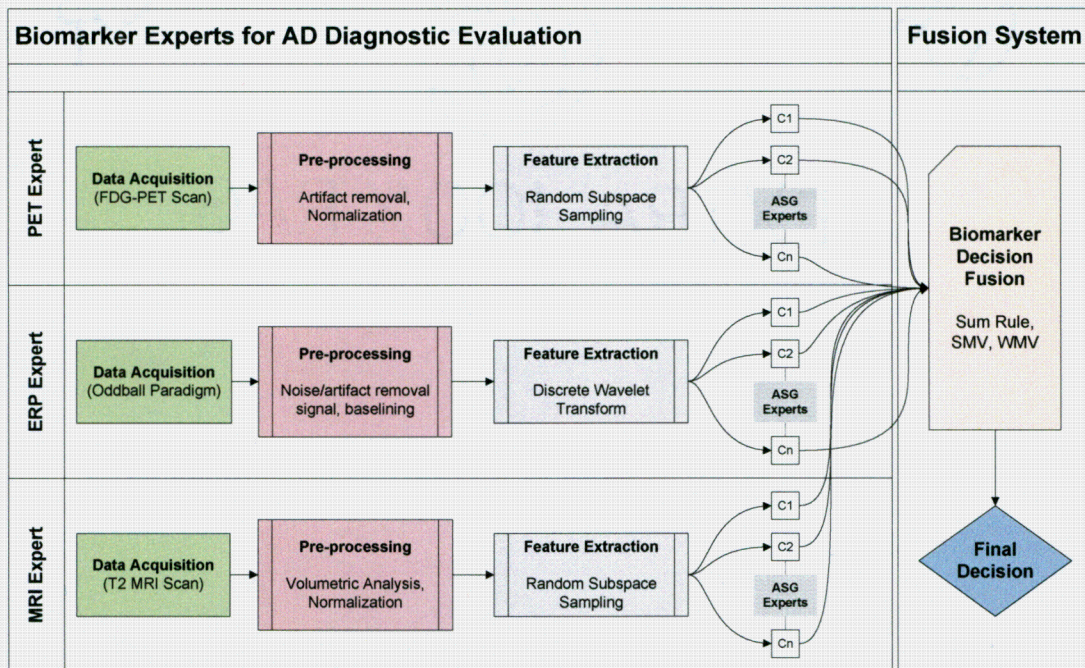 Biomarker Experts for AD Diagnostic Evaluation
Fusion System
PET Expert
Data Acquisition
(FDG-PET Scan)
Pre-processing
Artifact removal,
Normalization
Feature Extraction
Random Subspace
Sampling
C1
C2
ASG
Experts
Cn
ERP Expert
Data Acquisition
(Oddball Paradigm)
Pre-processing
Noise/artifact removal
signal, baselining
Feature Extraction
Discrete Wavelet
Transform
C1
C2
ASG
Experts
Cn
MRI Expert
Data Acquisition
(T2 MRI Scan)
Pre-processing
Volumetric Analysis,
Normalization
Feature Extraction
Random Subspace
Sampling
C1
C2
ASG
Experts
Cn
Biomarker
Decision
Fusion
Sum Rule,
SMV, WMV
Final
Decision